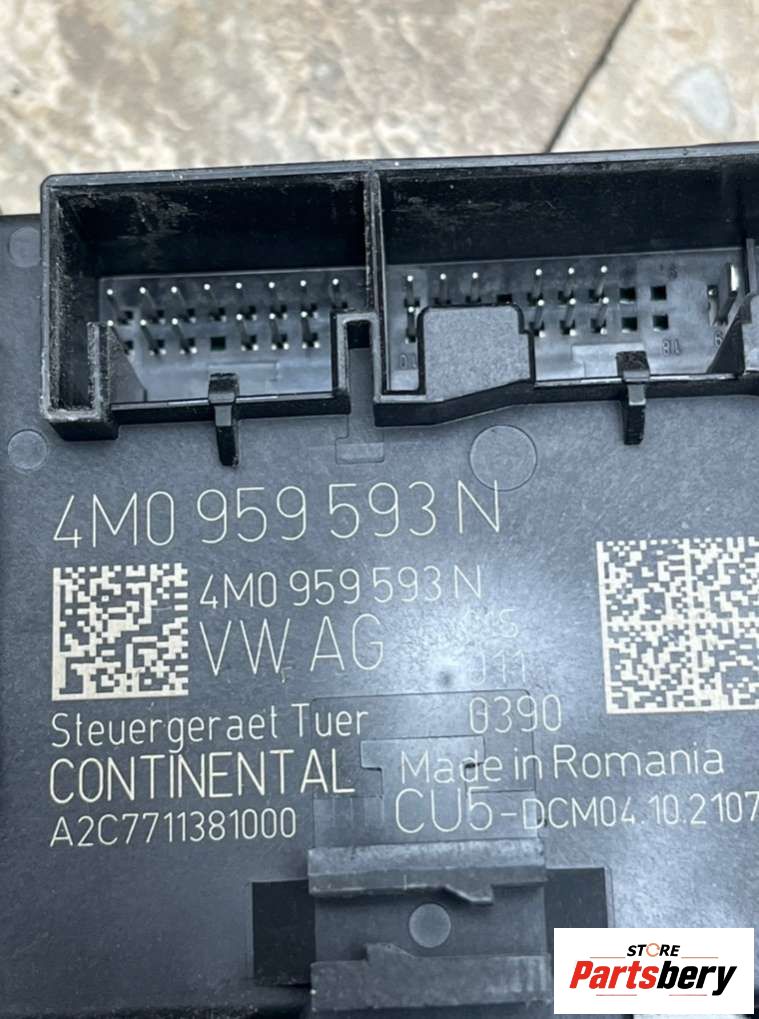 18
4M0 959 593 N
4M0 959 593 N
VW AG
011
Steuergeraet Tuer 0390
CONTINENTAL Made in Romania
A2C7711381000 CU5-DCM04.10.2107
STORE
Partsbery